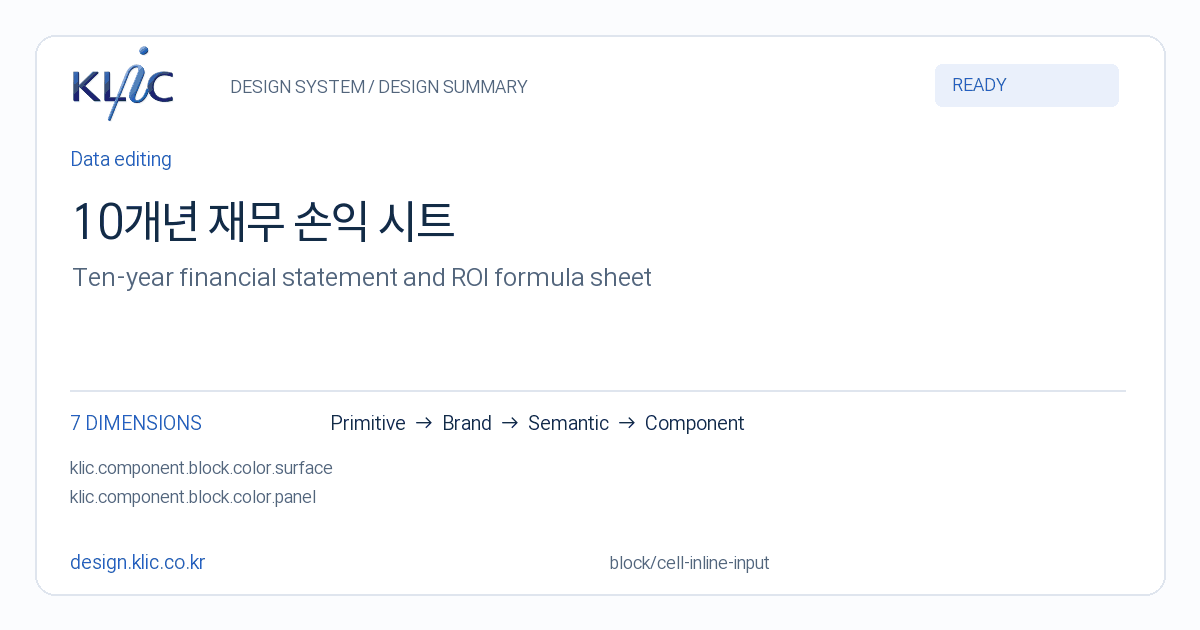 KLIC
DESIGN SYSTEM / DESIGN SUMMARY
READY
Data editing
10개년 재무 손익 시트
Ten-year financial statement and ROI formula sheet
7 DIMENSIONS
Primitive → Brand → Semantic → Component
klic.component.block.color.surface
klic.component.block.color.panel
design.klic.co.kr
block/cell-inline-input